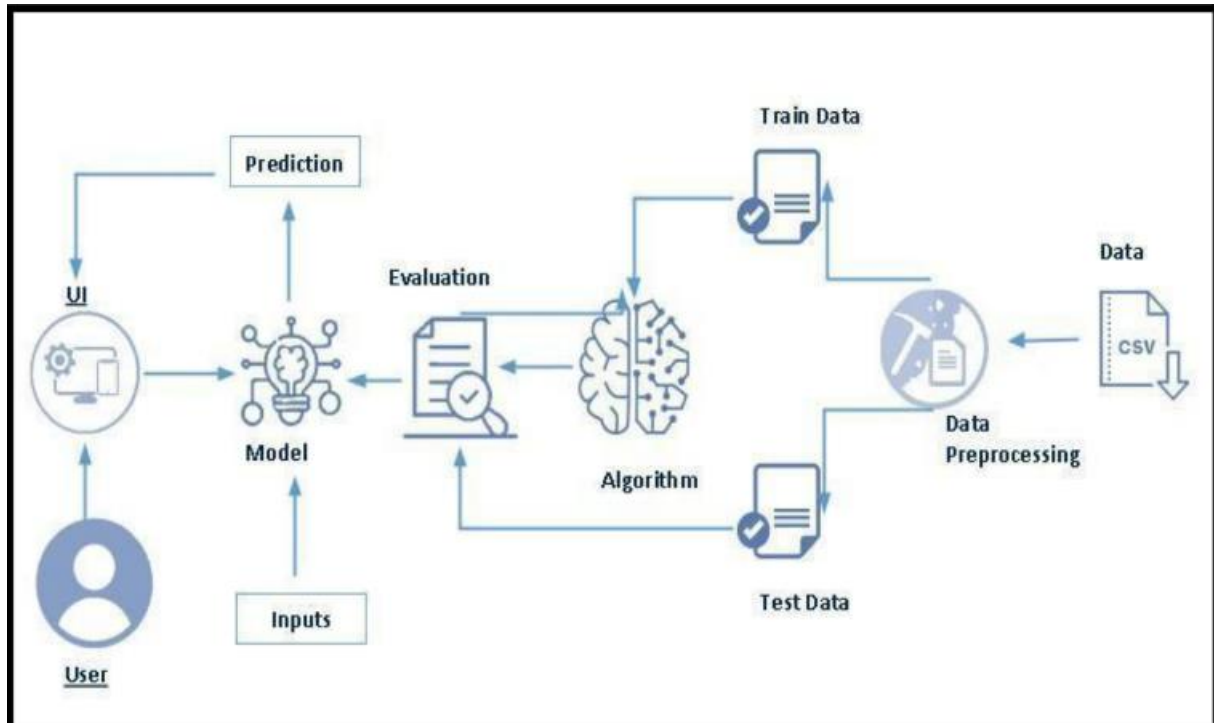 Train Data
Prediction
Data
Evaluation
UI
CSV
Data
Preprocessing
Model
Algorithm
Test Data
Inputs
User